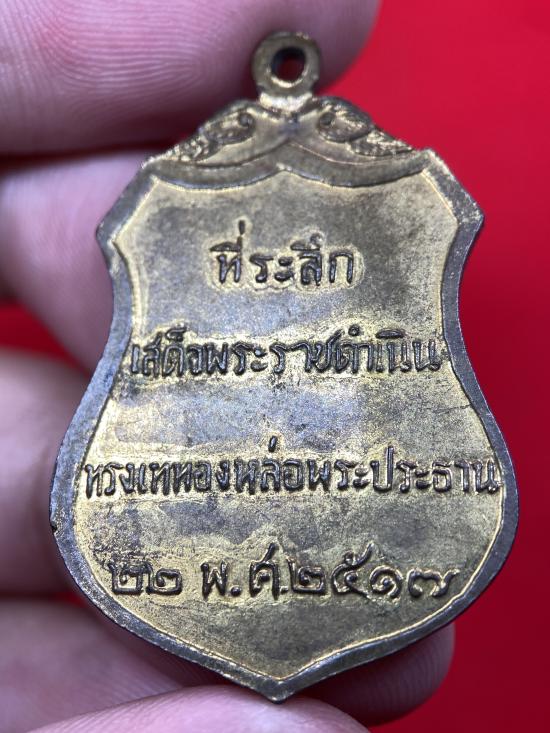 ที่ระลึก
เสด็จพระราชดำเนิน
ทรงเททองหล่อพระประธาน
๒๒ พ.ศ.๒๕๑๗